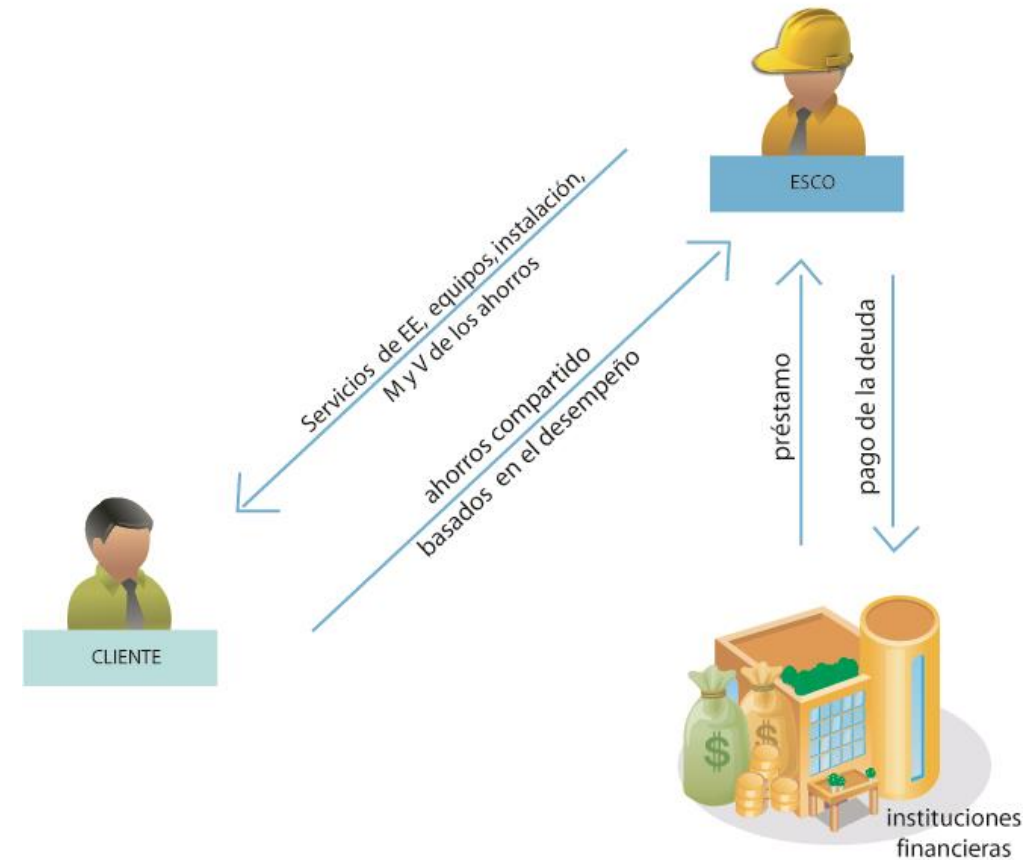 ESCO
Servicios de EE, equipos, instalación,
M y V de los ahorros
ahorros compartido
basados en el desempeño
préstamo
pago de la deuda
CLIENTE
$
$
instituciones
financieras